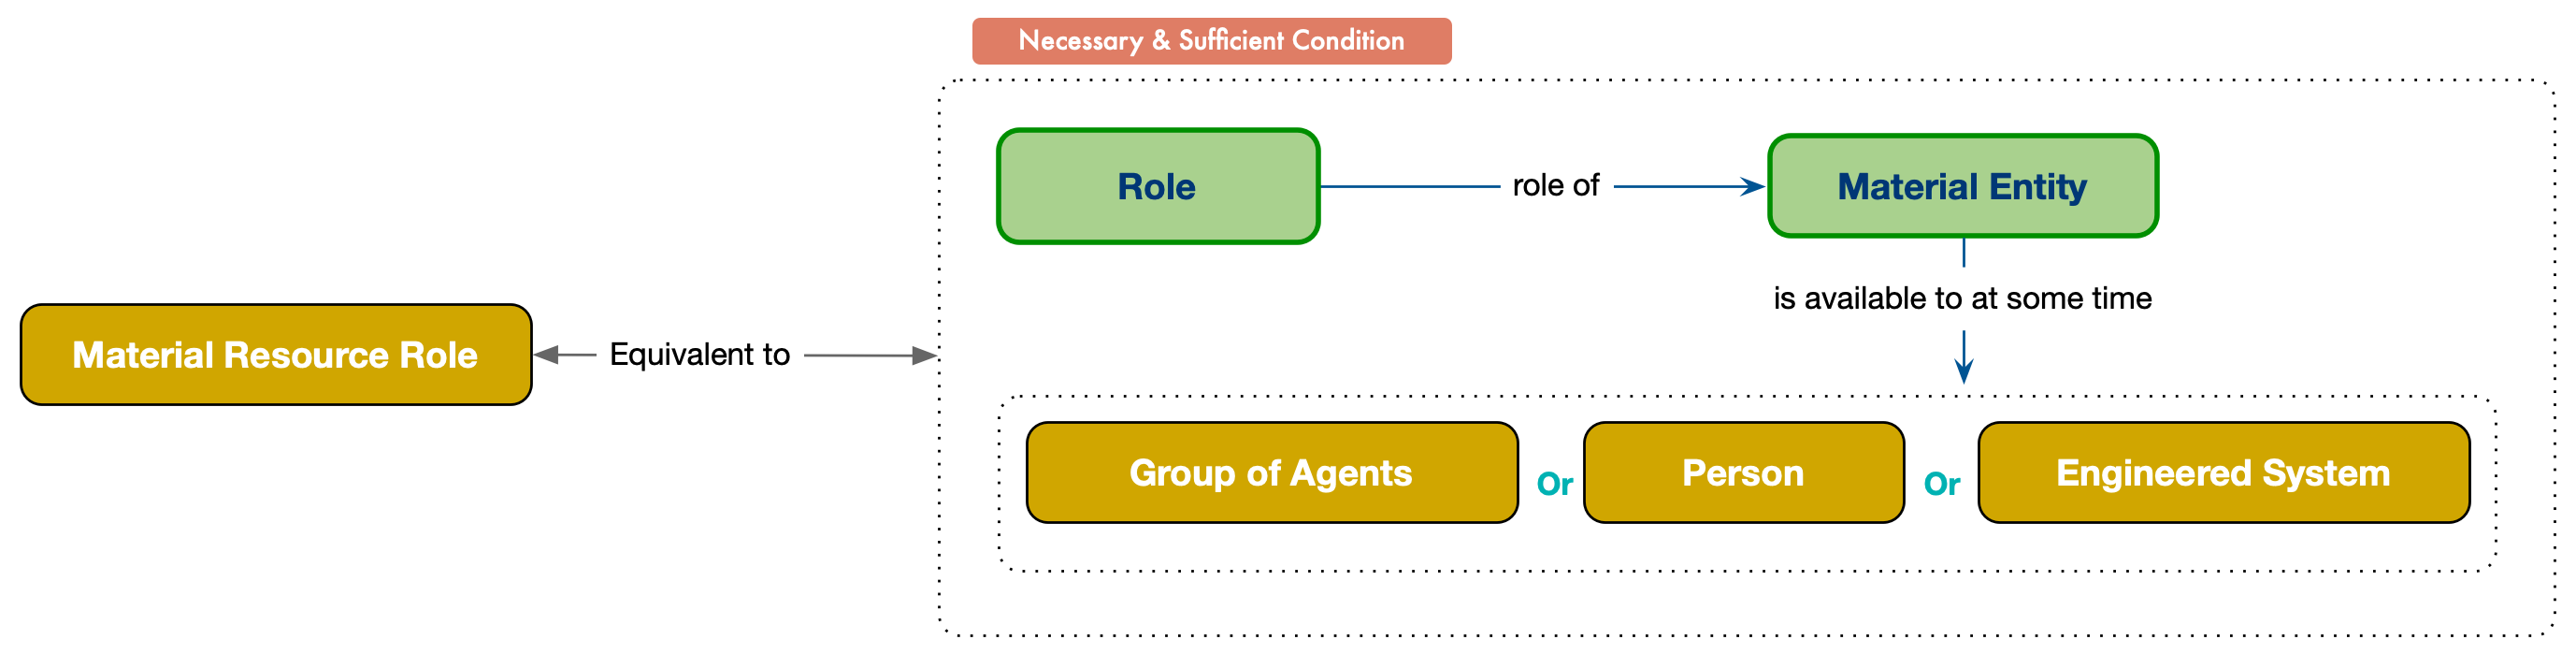 Necessary & Sufficient Condition
Role
role of
Material Entity
is available to at some time
Material Resource Role
Equivalent to
Group of Agents
Or
Person
Or
Engineered System